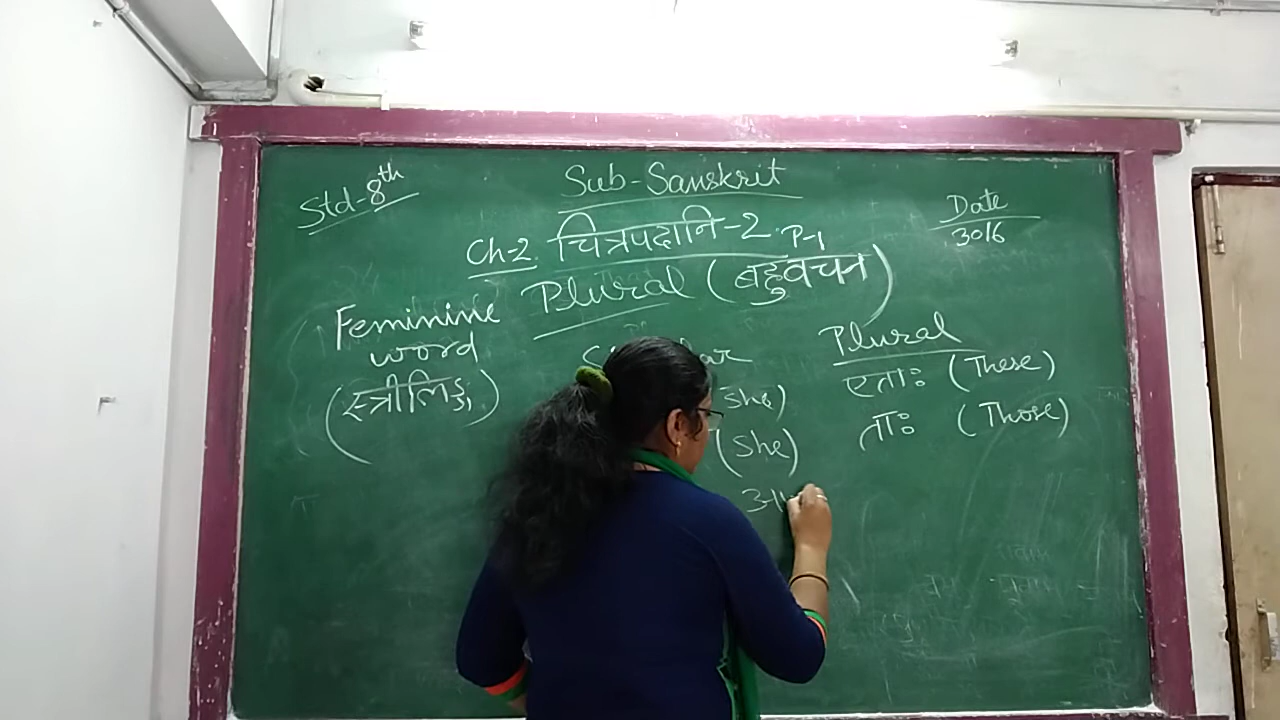 Std-8th
Sub-Sanskrit
Date
30/6
Ch-2. चित्रपदानि-2. P-1
Plural (बहुवचन)
Feminine
word
(स्त्रीलिङ्ग)
Plural
She)
एताः (These)
(She)
ताः (Those)